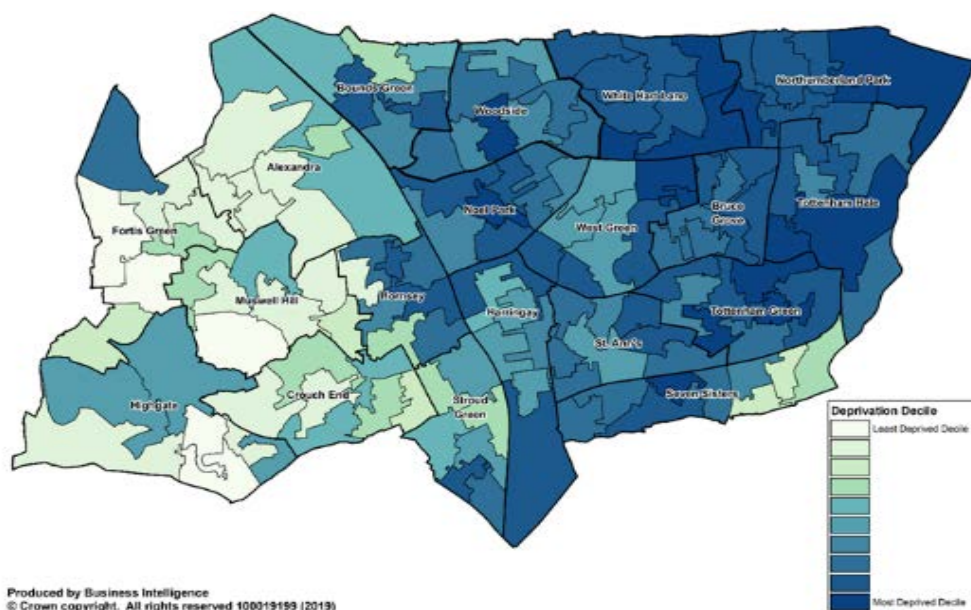 Bounds Green
Woodside
White Hart Lane
Northumberland Park
Alexandra
Noel Park
West Green
Bruce
Grove
Tottenham Hale
Fortis Green
Muswell Hill
Hornsey
Harringay
St. Ann's
Tottenham Green
Highgate
Crouch End
Stroud
Green
Seven Sisters
Deprivation Decile
Least Deprived Decile
Most Deprived Decile
Produced by Business Intelligence
© Crown copyright. All rights reserved 100019199 (2019)